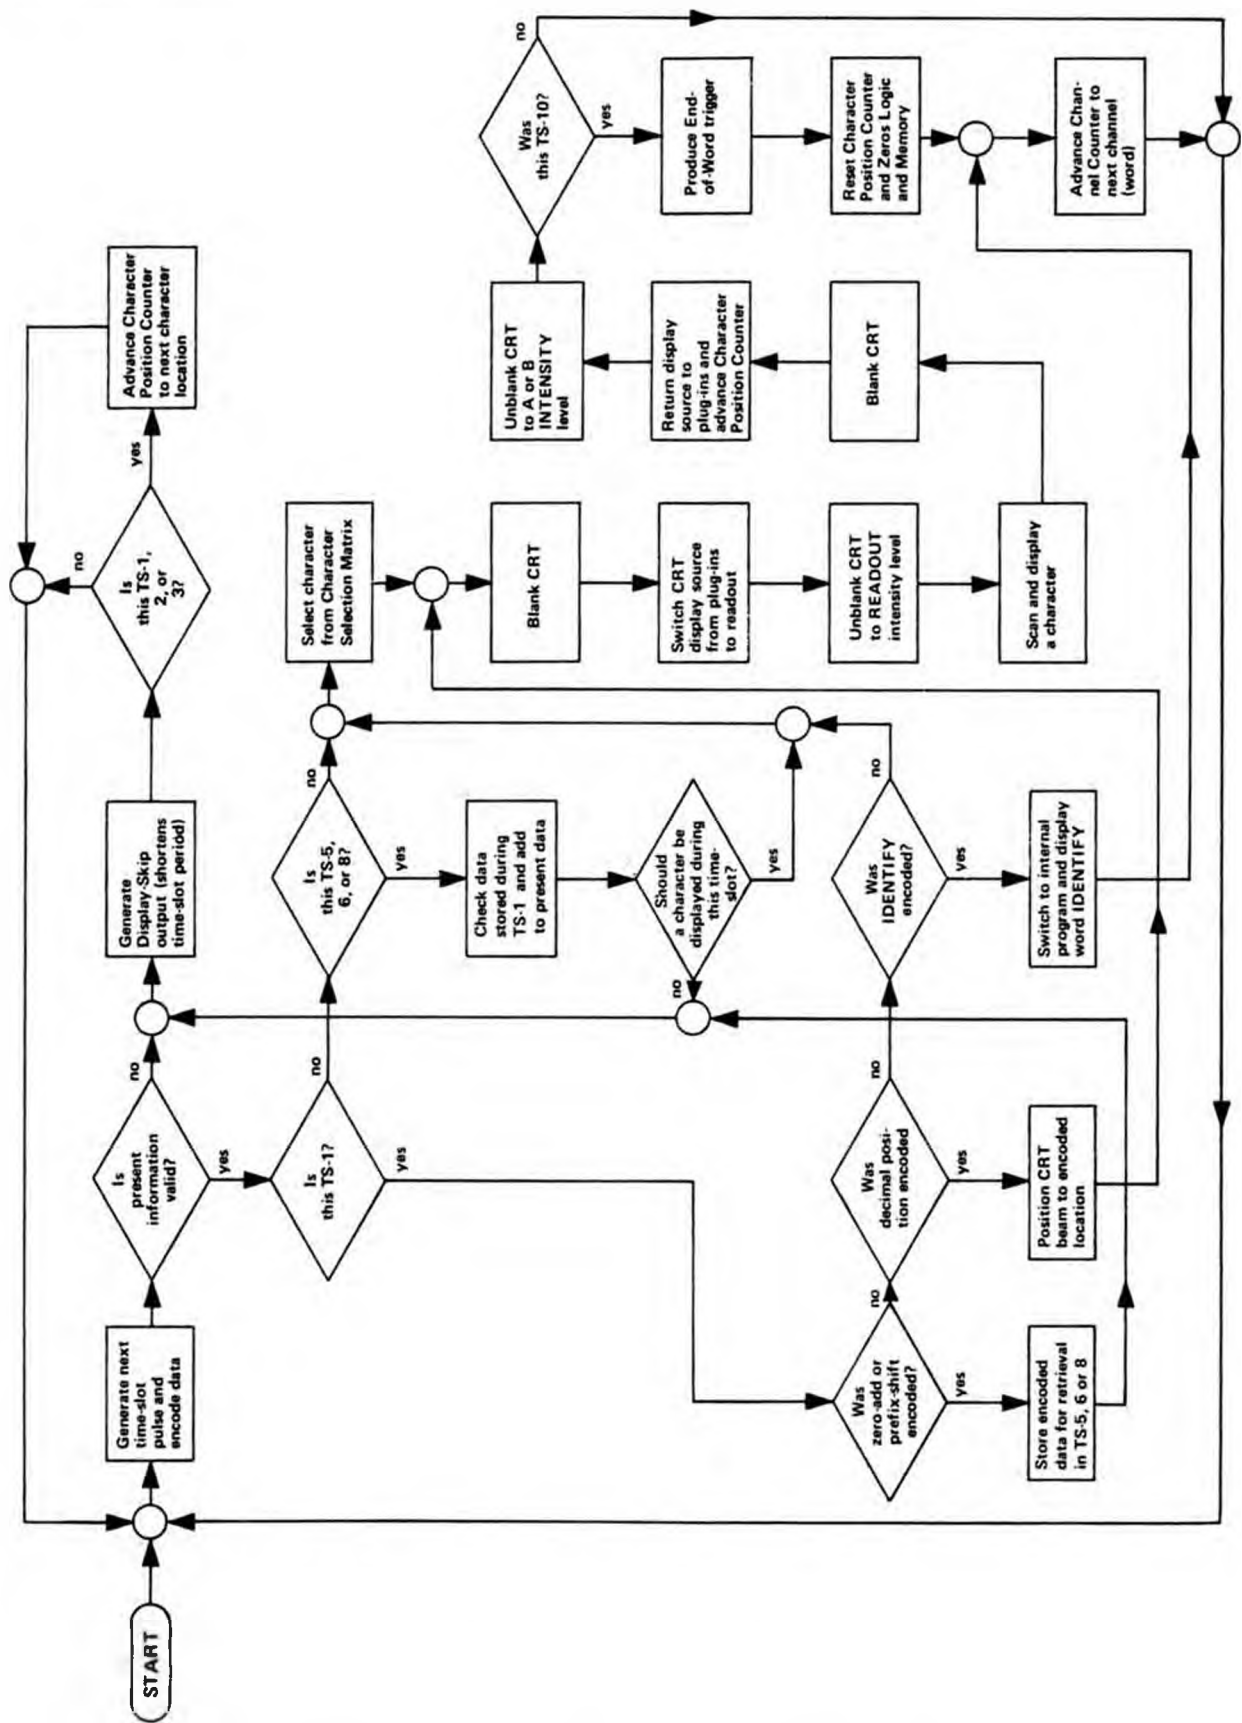 START
Generate next
time-slot
pulse and
encode data
Is
present
information
valid?
no
yes
Generate
Display-Skip
output (shortens
time-slot period)
Is
this TS-1,
2, or
3?
no
yes
Advance Character
Position Counter
to next character
location
Is
this TS-1?
no
yes
Is
this TS-5,
6, or 8?
no
yes
Select character
from Character
Selection Matrix
Check data
stored during
TS-1 and add
to present data
Should
a character be
displayed during
this time-
slot?
no
yes
Was
zero-add or
prefix-shift
encoded?
no
yes
Store encoded
data for retrieval
in TS-5, 6 or 8
Was
decimal posi-
tion encoded
no
yes
Position CRT
beam to encoded
location
Was
IDENTIFY
encoded?
no
yes
Switch to internal
program and display
word IDENTIFY
Blank CRT
Switch CRT
display source
from plug-ins
to readout
Unblank CRT
to READOUT
intensity level
Scan and display
a character
Blank CRT
Return display
source to
plug-ins and
advance Character
Position Counter
Unblank CRT
to A or B
INTENSITY
level
Was
this TS-10?
no
yes
Produce End-
of-Word trigger
Reset Character
Position Counter
and Zeros Logic
and Memory
Advance Chan-
nel Counter to
next channel
(word)